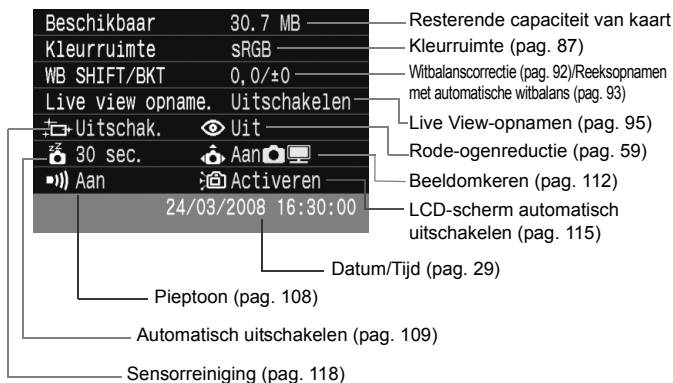 Beschikbaar 30.7 MB
Kleurruimte sRGB
WB SHIFT/BKT 0,0/±0
Live view opname. Uitschakelen
Uitschak. Uit
30 sec. Aan
Aan Activeren
24/03/2008 16:30:00
Resterende capaciteit van kaart
Kleurruimte (pag. 87)
Witbalanscorrectie (pag. 92)/Reeksopnamen
met automatische witbalans (pag. 93)
Live View-opnamen (pag. 95)
Rode-ogenreductie (pag. 59)
Beeldomkeren (pag. 112)
LCD-scherm automatisch
uitschakelen (pag. 115)
Datum/Tijd (pag. 29)
Pieptoon (pag. 108)
Automatisch uitschakelen (pag. 109)
Sensorreiniging (pag. 118)